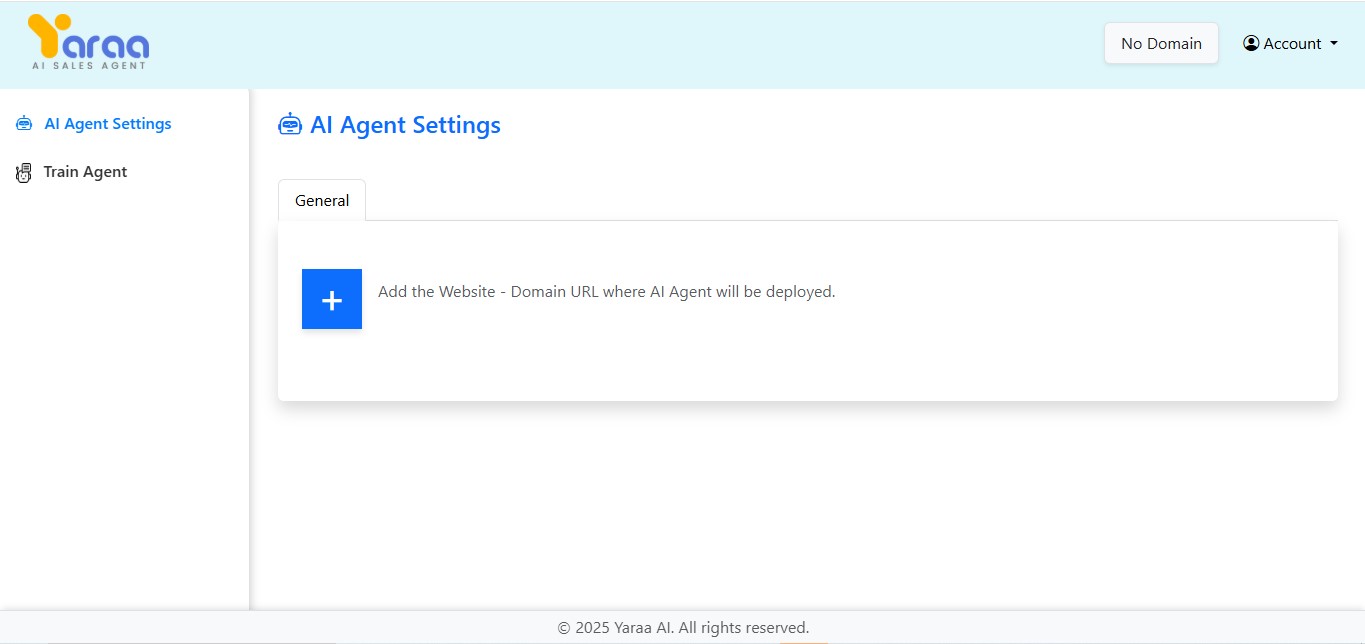 Yaraa
AI SALES AGENT
No Domain
Account
AI Agent Settings
Train Agent
AI Agent Settings
General
+
Add the Website - Domain URL where AI Agent will be deployed.
© 2025 Yaraa AI. All rights reserved.